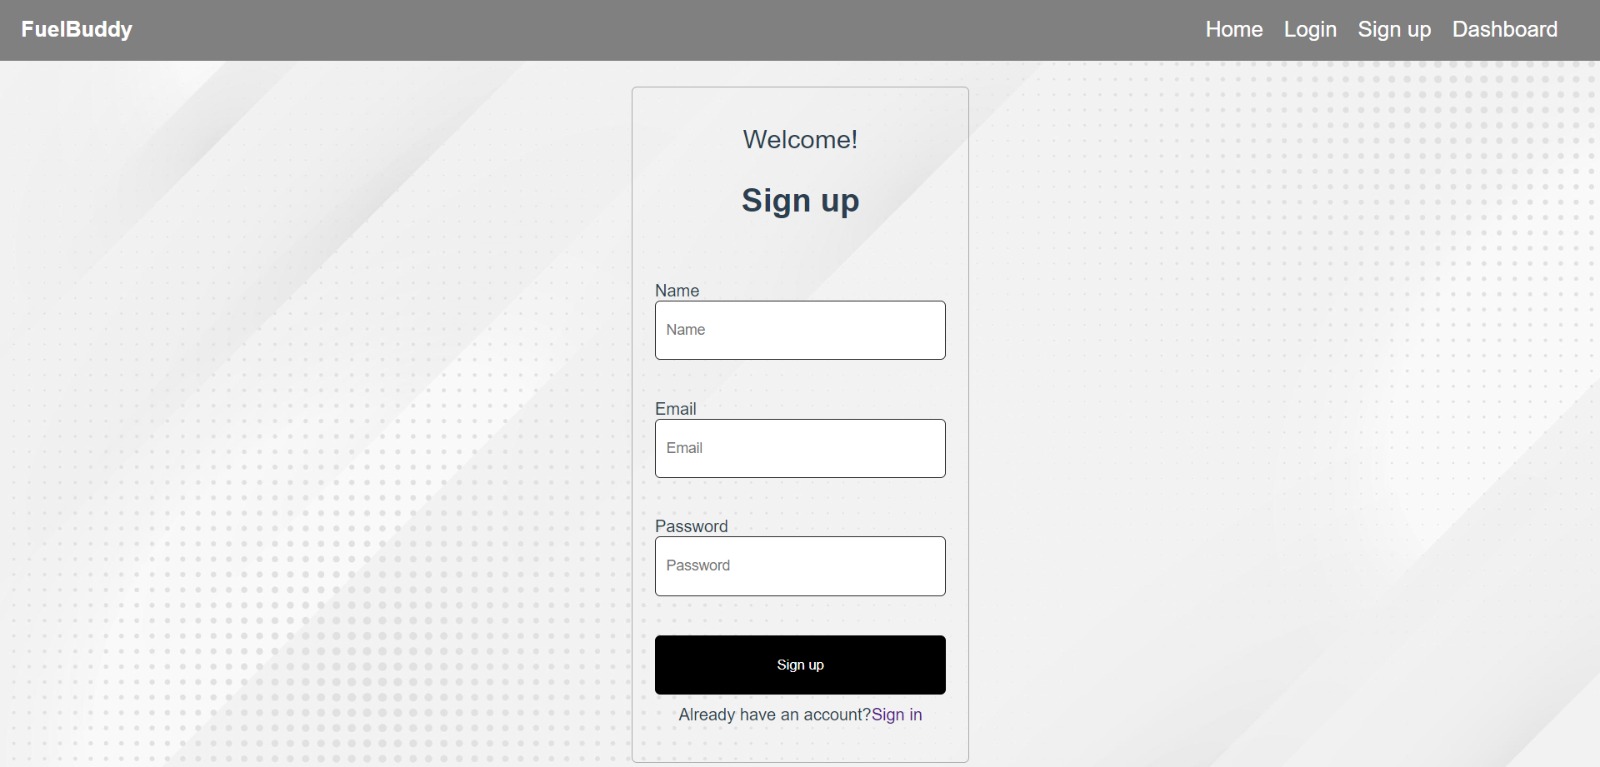 FuelBuddy Home Login Sign up Dashboard
Welcome!
Sign up
Name
Name
Email
Email
Password
Password
Sign up
Already have an account?Sign in